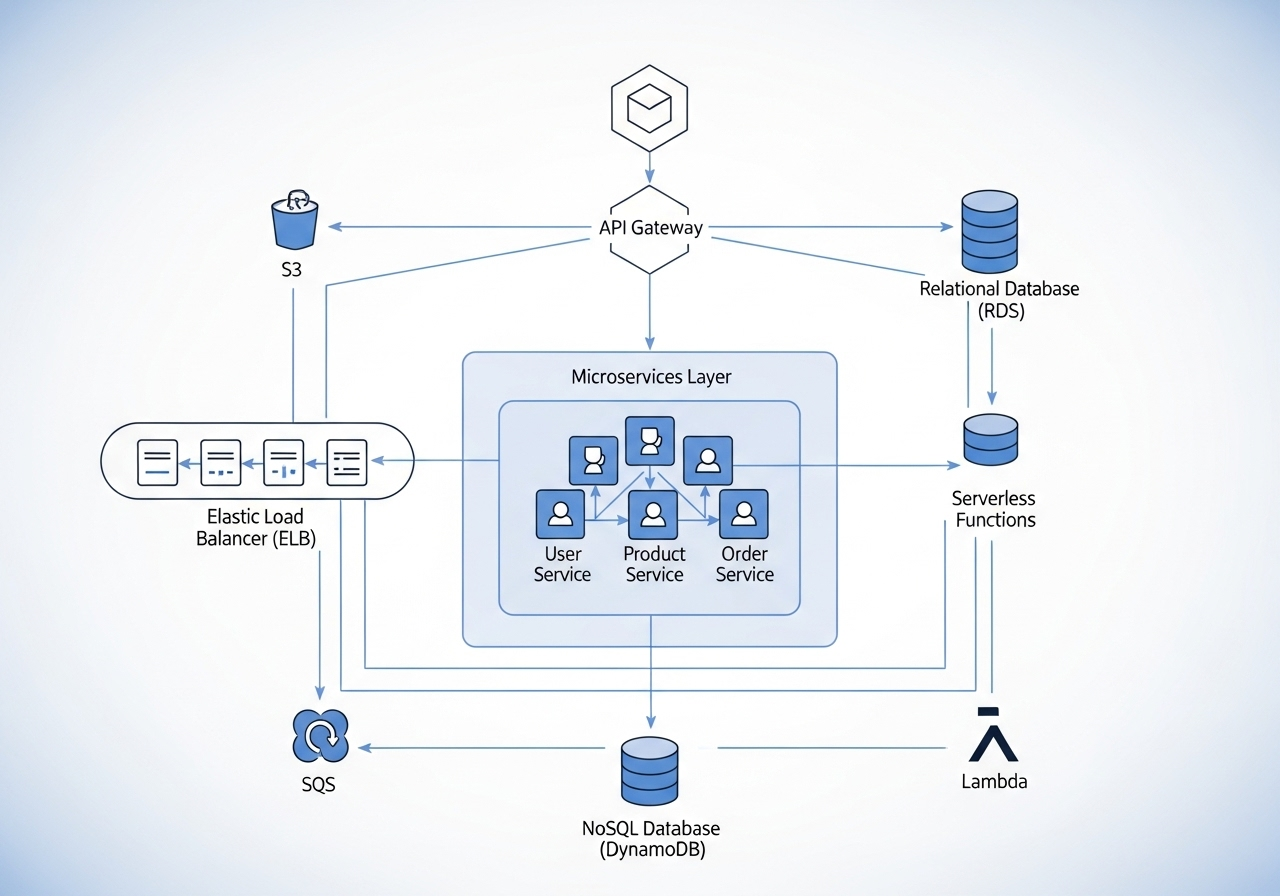 API Gateway
S3
Relational Database
(RDS)
Microservices Layer
Elastic Load
Balancer (ELB)
User
Service
Product
Service
Order
Service
Serverless
Functions
SQS
Lambda
NoSQL Database
(DynamoDB)